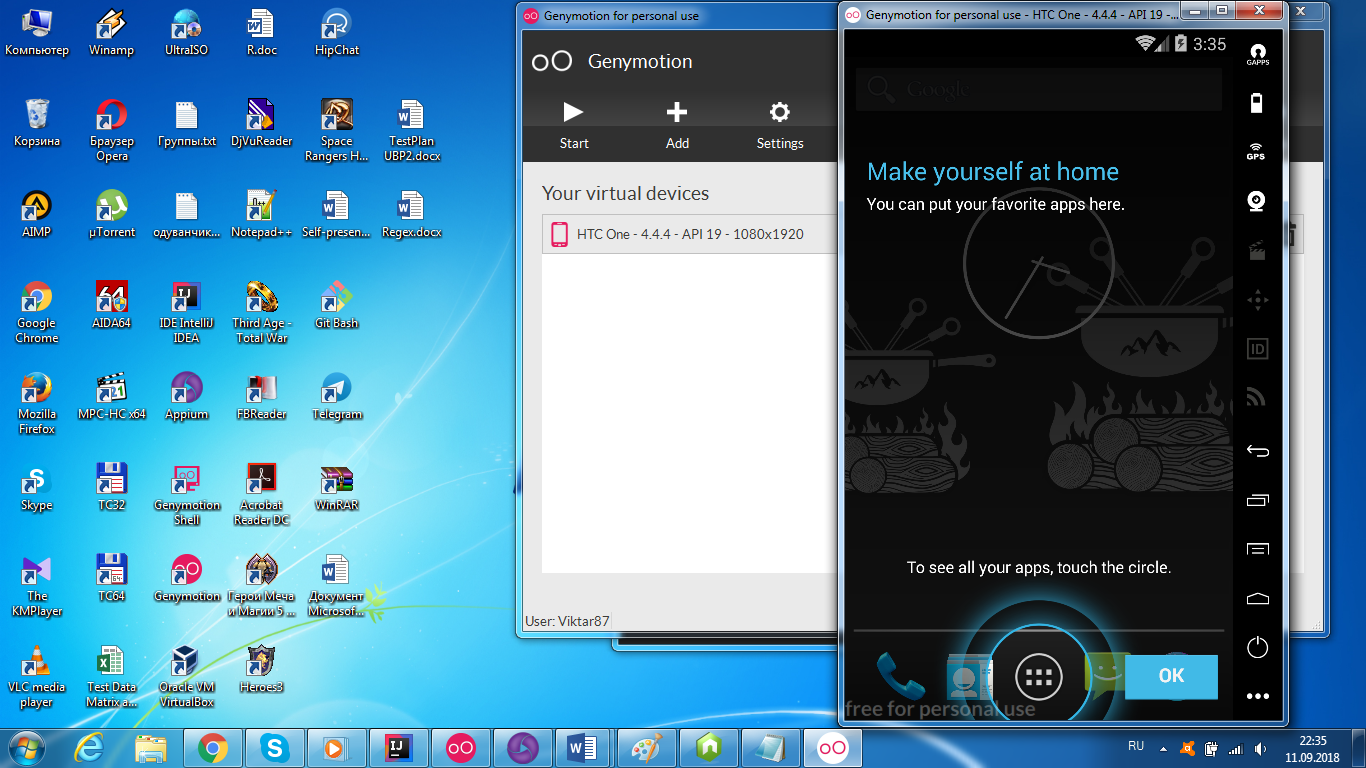 Компьютер
Winamp
UltraISO
R.doc
HipChat
Корзина
Браузер
Opera
Группы.txt
DjVuReader
Space
Rangers H...
TestPlan
UBP2.docx
AIMP
µTorrent
одуванчик...
Notepad++
Self-presen...
Regex.docx
Google
Chrome
AIDA64
64
IDE IntelliJ
IDEA
IJ
Third Age -
Total War
Git Bash
Mozilla
Firefox
MPC-HC x64
Appium
FBReader
Telegram
Skype
TC32
Genymotion
Shell
Acrobat
Reader DC
WinRAR
The
KMPlayer
TC64
Genymotion
Герои Меча
и Магии 5 ...
Документ
Microsof...
VLC media
player
Test Data
Matrix a...
Oracle VM
VirtualBox
Heroes3
Genymotion for personal use
Genymotion
Start
Add
Settings
Your virtual devices
HTC One - 4.4.4 - API 19 - 1080x1920
User: Viktar87
Genymotion for personal use - HTC One - 4.4.4 - API 19 -...
3:35
Google
Make yourself at home
You can put your favorite apps here.
To see all your apps, touch the circle.
OK
free for personal use
GAPPS
GPS
ID
RU
22:35
11.09.2018